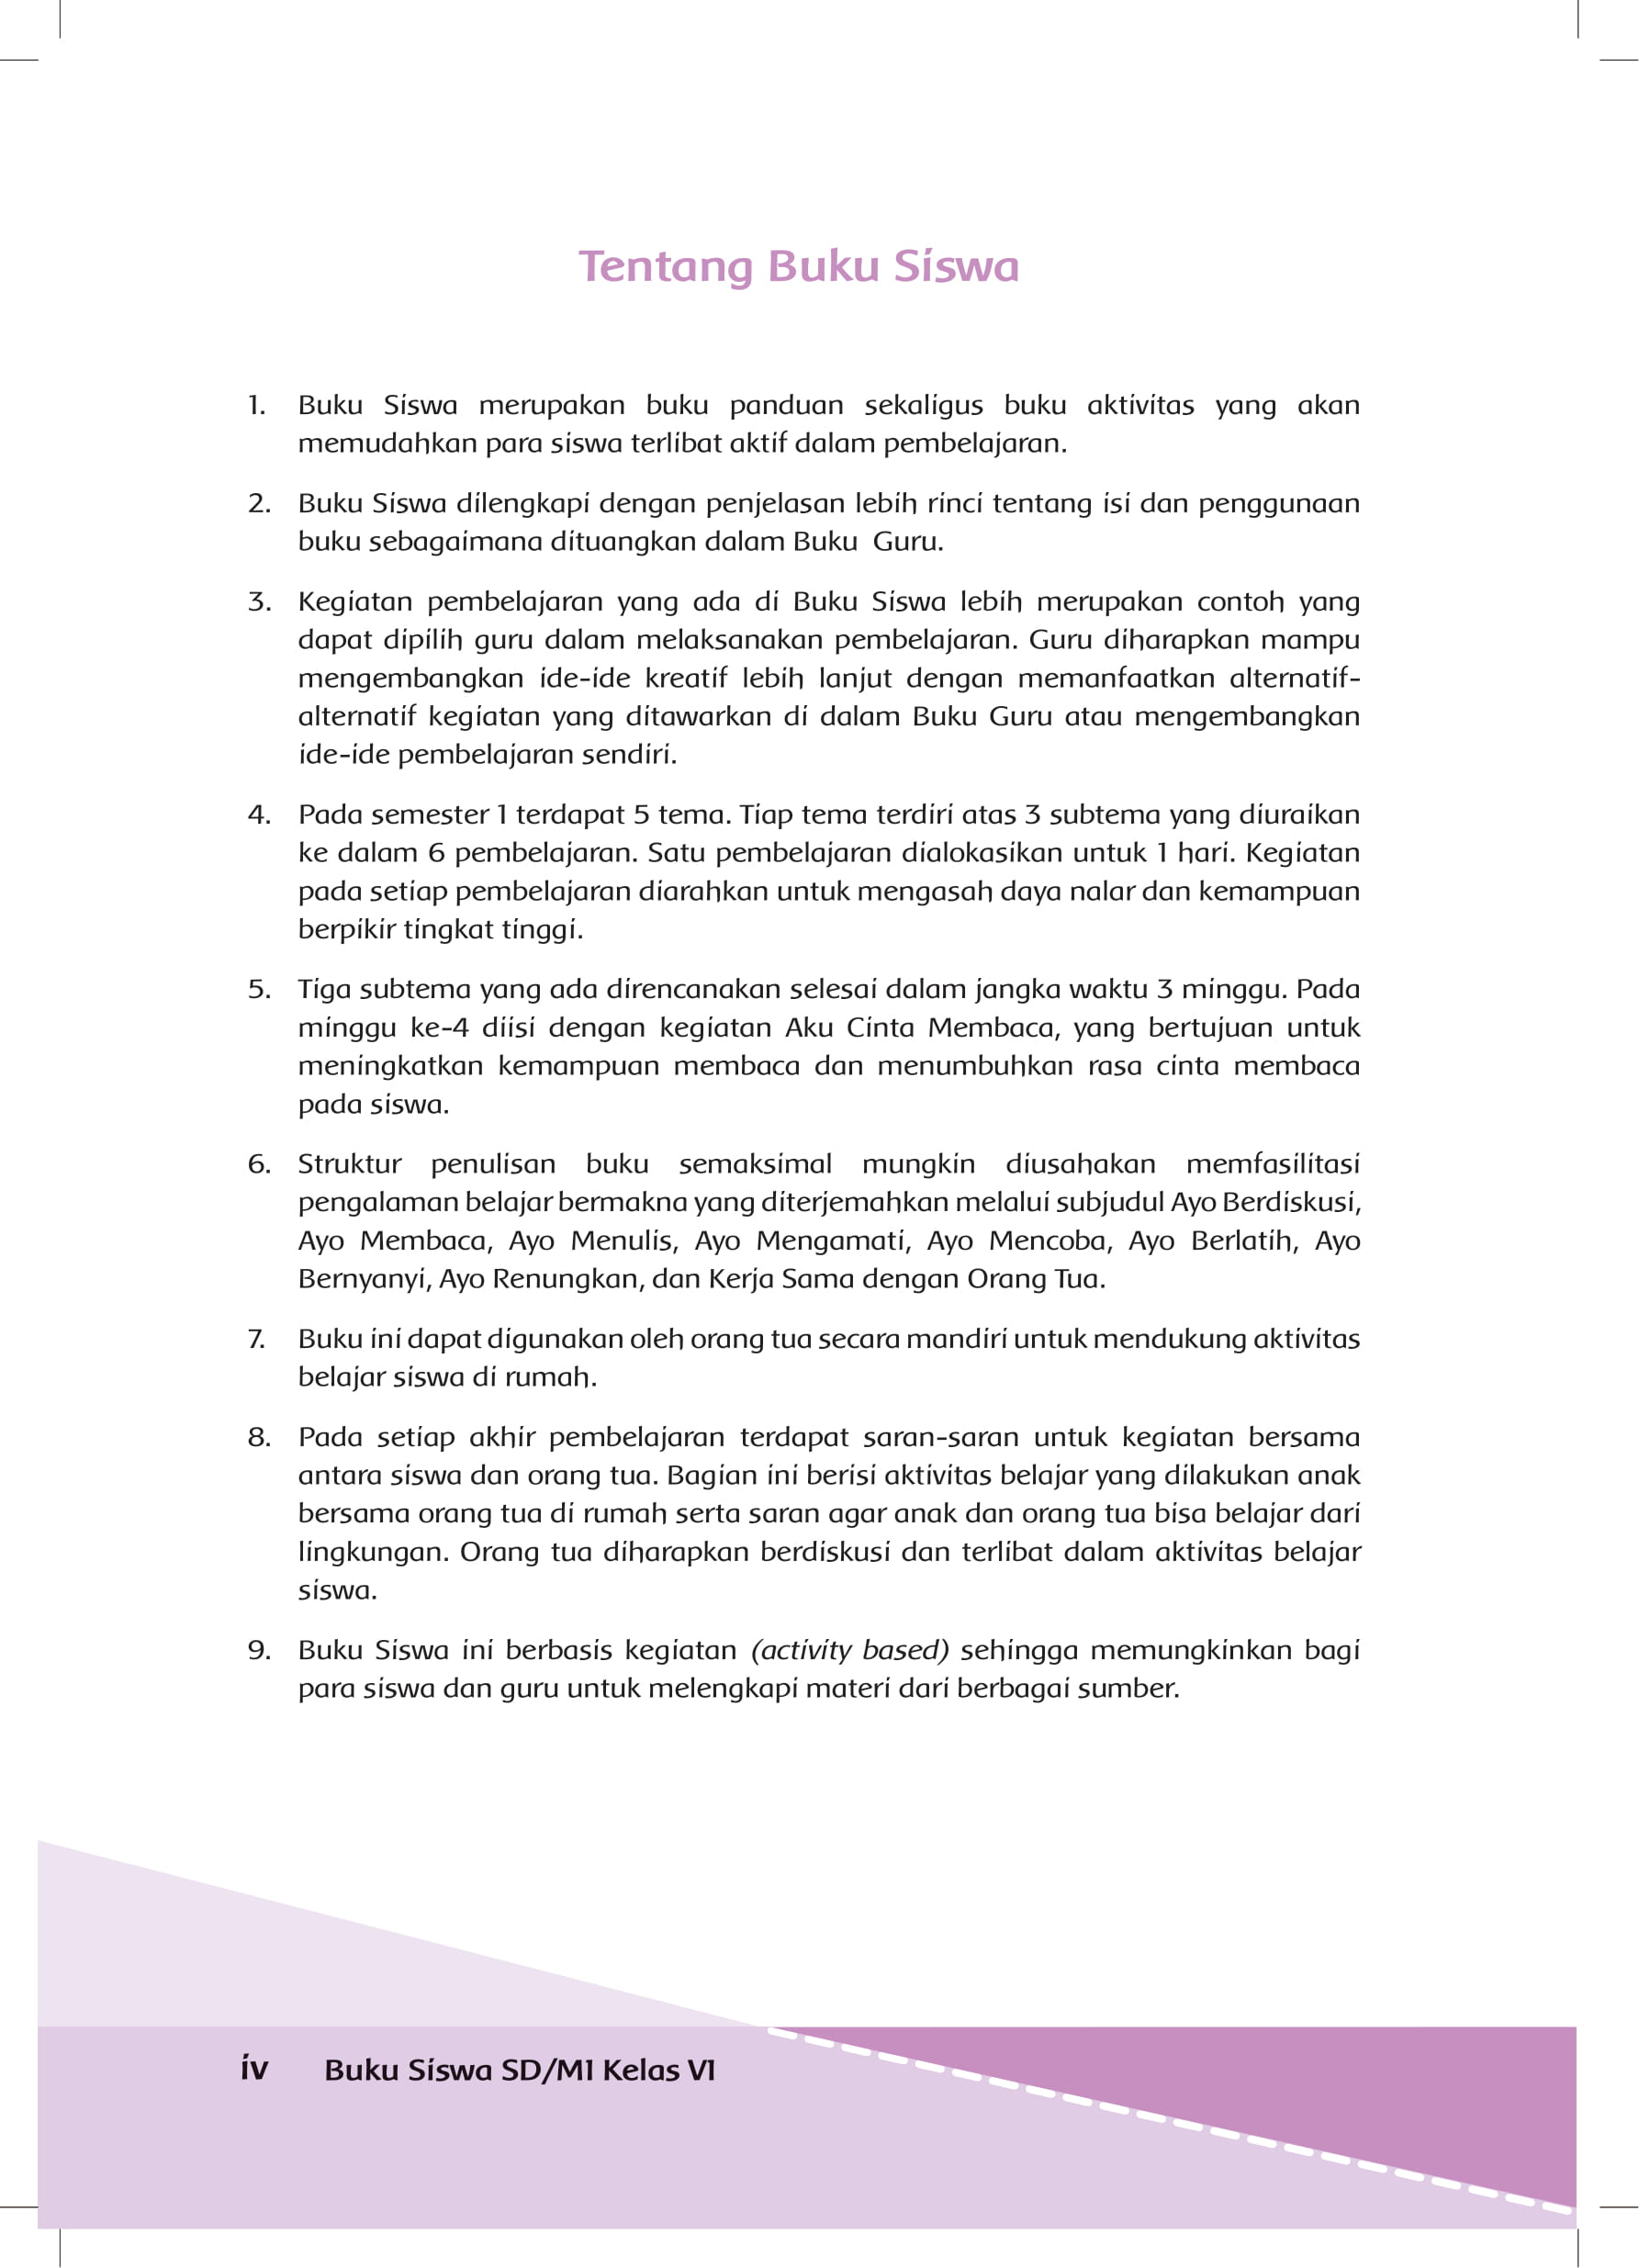 Tentang Buku Siswa
1. Buku Siswa merupakan buku panduan sekaligus buku aktivitas yang akan
memudahkan para siswa terlibat aktif dalam pembelajaran.
2. Buku Siswa dilengkapi dengan penjelasan lebih rinci tentang isi dan penggunaan
buku sebagaimana dituangkan dalam Buku Guru.
3. Kegiatan pembelajaran yang ada di Buku Siswa lebih merupakan contoh yang
dapat dipilih guru dalam melaksanakan pembelajaran. Guru diharapkan mampu
mengembangkan ide-ide kreatif lebih lanjut dengan memanfaatkan alternatif-
alternatif kegiatan yang ditawarkan di dalam Buku Guru atau mengembangkan
ide-ide pembelajaran sendiri.
4. Pada semester 1 terdapat 5 tema. Tiap tema terdiri atas 3 subtema yang diuraikan
ke dalam 6 pembelajaran. Satu pembelajaran dialokasikan untuk 1 hari. Kegiatan
pada setiap pembelajaran diarahkan untuk mengasah daya nalar dan kemampuan
berpikir tingkat tinggi.
5. Tiga subtema yang ada direncanakan selesai dalam jangka waktu 3 minggu. Pada
minggu ke-4 diisi dengan kegiatan Aku Cinta Membaca, yang bertujuan untuk
meningkatkan kemampuan membaca dan menumbuhkan rasa cinta membaca
pada siswa.
6. Struktur penulisan buku semaksimal mungkin diusahakan memfasilitasi
pengalaman belajar bermakna yang diterjemahkan melalui subjudul Ayo Berdiskusi,
Ayo Membaca, Ayo Menulis, Ayo Mengamati, Ayo Mencoba, Ayo Berlatih, Ayo
Bernyanyi, Ayo Renungkan, dan Kerja Sama dengan Orang Tua.
7. Buku ini dapat digunakan oleh orang tua secara mandiri untuk mendukung aktivitas
belajar siswa di rumah.
8. Pada setiap akhir pembelajaran terdapat saran-saran untuk kegiatan bersama
antara siswa dan orang tua. Bagian ini berisi aktivitas belajar yang dilakukan anak
bersama orang tua di rumah serta saran agar anak dan orang tua bisa belajar dari
lingkungan. Orang tua diharapkan berdiskusi dan terlibat dalam aktivitas belajar
siswa.
9. Buku Siswa ini berbasis kegiatan (activity based) sehingga memungkinkan bagi
para siswa dan guru untuk melengkapi materi dari berbagai sumber.
iv Buku Siswa SD/MI Kelas VI